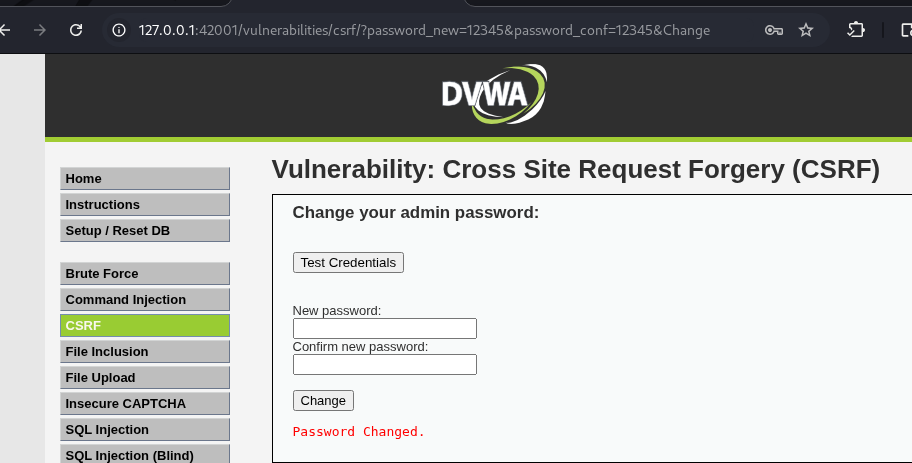 127.0.0.1:42001/vulnerabilities/csrf/?password_new=12345&password_conf=12345&Change
DVWA
Vulnerability: Cross Site Request Forgery (CSRF)
Home
Instructions
Setup / Reset DB
Brute Force
Command Injection
CSRF
File Inclusion
File Upload
Insecure CAPTCHA
SQL Injection
SQL Injection (Blind)
Change your admin password:
Test Credentials
New password:
Confirm new password:
Change
Password Changed.